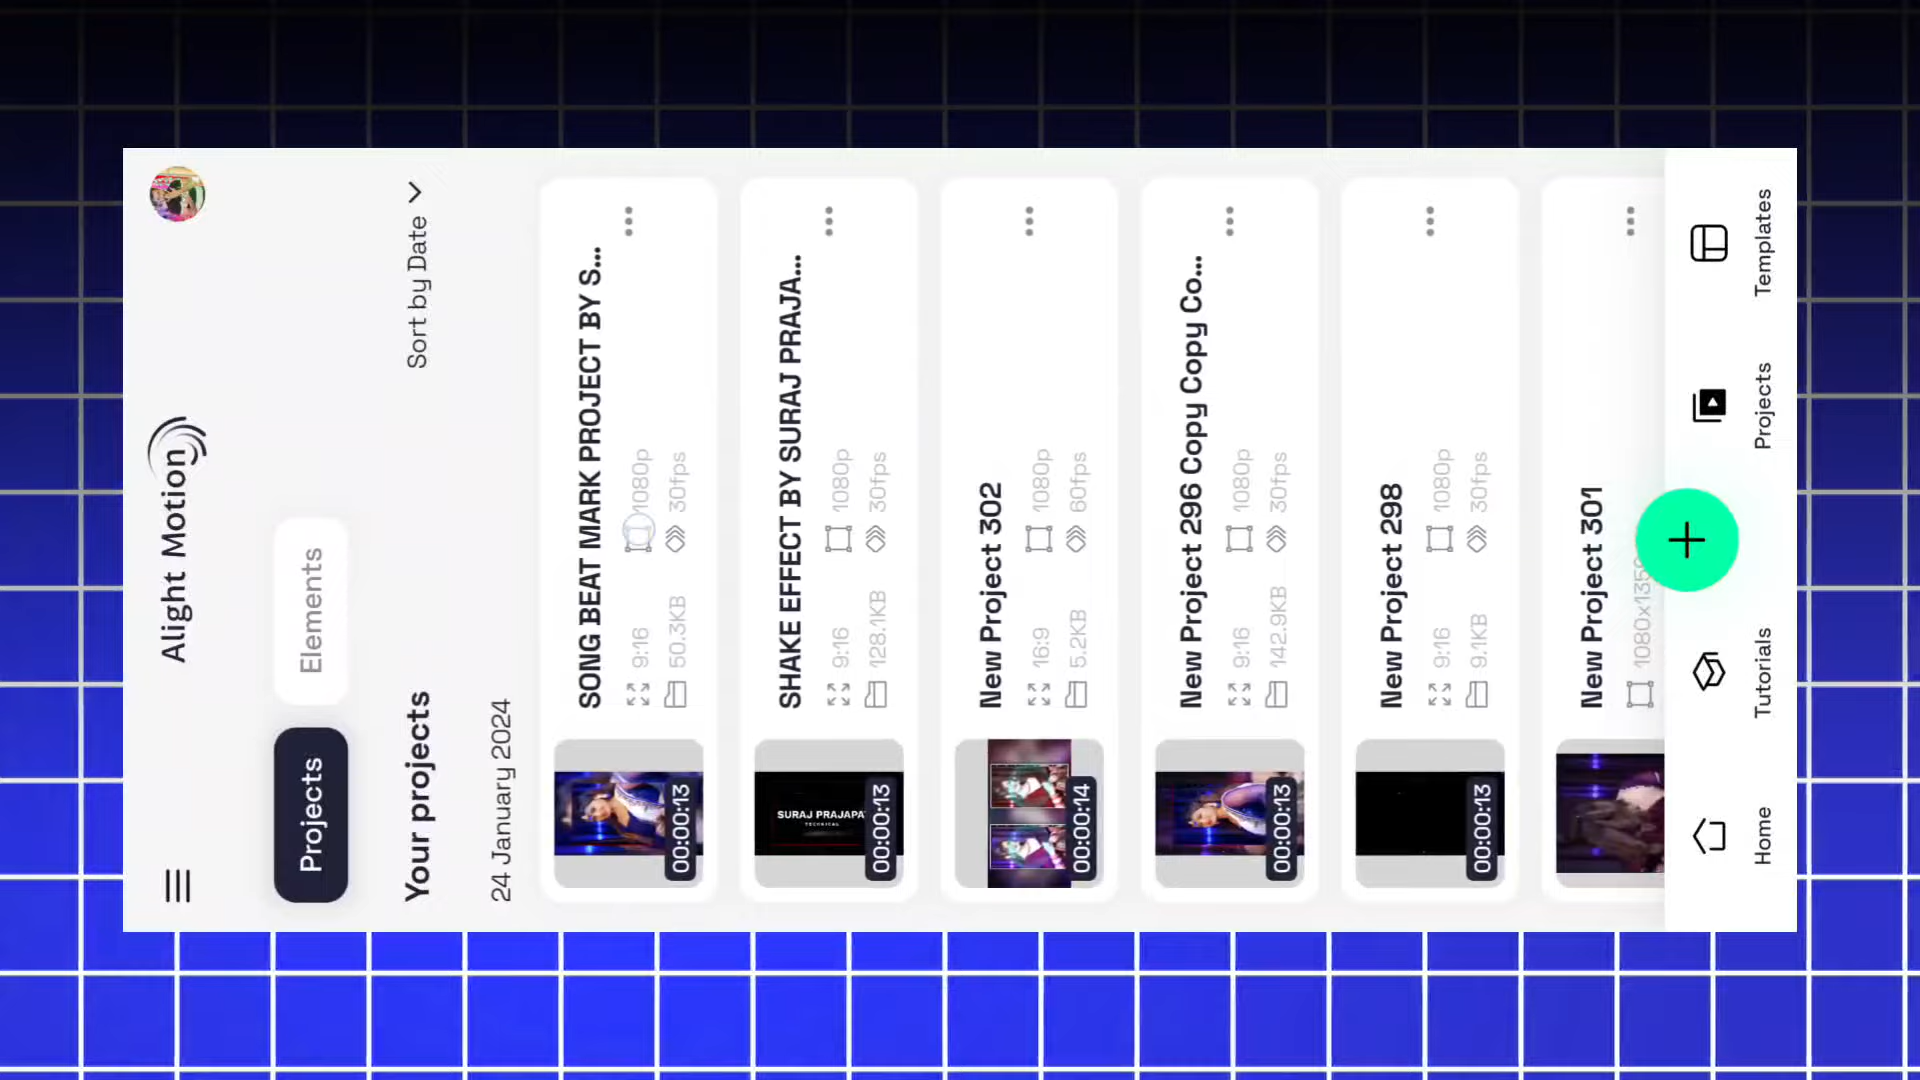 Alight Motion
Projects
Elements
Your projects
Sort by Date
24 January 2024
SONG BEAT MARK PROJECT BY S...
9:16
1080p
50.3KB
30fps
00:00:13
SHAKE EFFECT BY SURAJ PRAJA...
9:16
1080p
128.1KB
30fps
SURAJ PRAJAPA
TECHNICAL
00:00:13
New Project 302
16:9
1080p
5.2KB
60fps
00:00:14
New Project 296 Copy Copy Co...
9:16
1080p
142.9KB
30fps
00:00:13
New Project 298
9:16
1080p
9.1KB
30fps
00:00:13
New Project 301
1080x135
Home
Tutorials
Projects
Templates